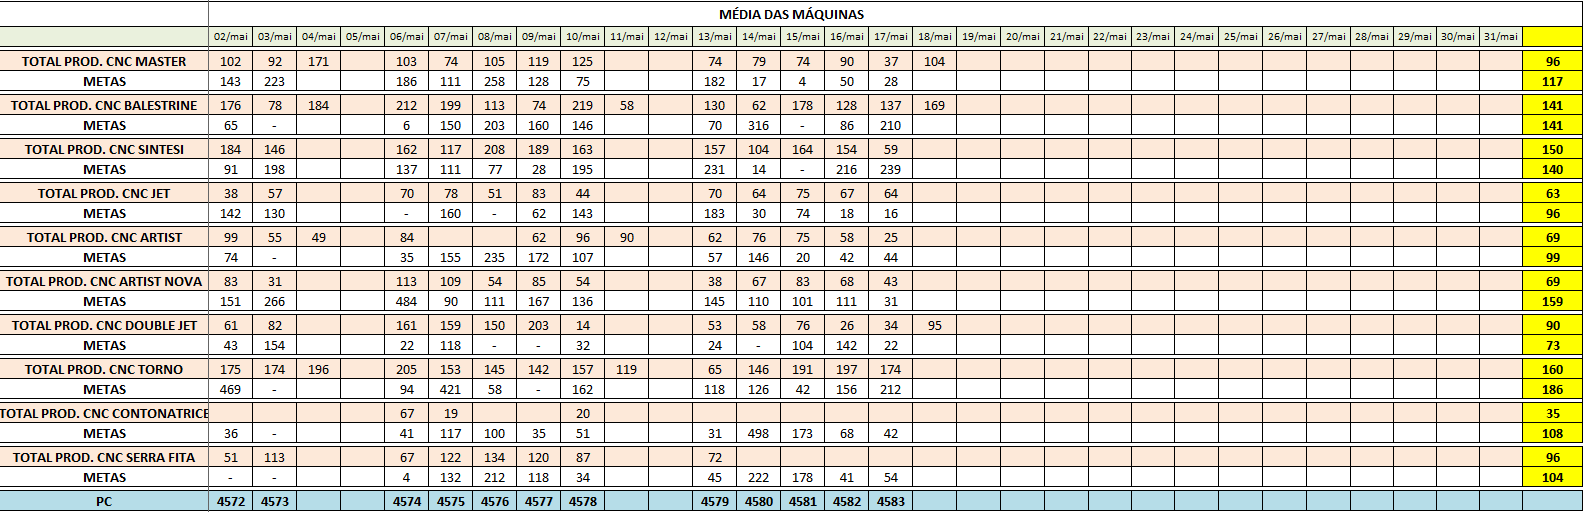 MÉDIA DAS MÁQUINAS
02/mai 03/mai 04/mai 05/mai 06/mai 07/mai 08/mai 09/mai 10/mai 11/mai 12/mai 13/mai 14/mai 15/mai 16/mai 17/mai 18/mai 19/mai 20/mai 21/mai 22/mai 23/mai 24/mai 25/mai 26/mai 27/mai 28/mai 29/mai 30/mai 31/mai
TOTAL PROD. CNC MASTER 102 92 171 103 74 105 119 125 74 79 74 90 37 104 96
METAS 143 223 186 111 258 128 75 182 17 4 50 28 117
TOTAL PROD. CNC BALESTRINE 176 78 184 212 199 113 74 219 58 130 62 178 128 137 169 141
METAS 65 - 6 150 203 160 146 70 316 - 86 210 141
TOTAL PROD. CNC SINTESI 184 146 162 117 208 189 163 157 104 164 154 59 150
METAS 91 198 137 111 77 28 195 231 14 - 216 239 140
TOTAL PROD. CNC JET 38 57 70 78 51 83 44 70 64 75 67 64 63
METAS 142 130 - 160 - 62 143 183 30 74 18 16 96
TOTAL PROD. CNC ARTIST 99 55 49 84 62 96 90 62 76 75 58 25 69
METAS 74 - 35 155 235 172 107 57 146 20 42 44 99
TOTAL PROD. CNC ARTIST NOVA 83 31 113 109 54 85 54 38 67 83 68 43 69
METAS 151 266 484 90 111 167 136 145 110 101 111 31 159
TOTAL PROD. CNC DOUBLE JET 61 82 161 159 150 203 14 53 58 76 26 34 95 90
METAS 43 154 22 118 - - 32 24 - 104 142 22 73
TOTAL PROD. CNC TORNO 175 174 196 205 153 145 142 157 119 65 146 191 197 174 160
METAS 469 - 94 421 58 - 162 118 126 42 156 212 186
TOTAL PROD. CNC CONTONATRICE 67 19 20 35
METAS 36 - 41 117 100 35 51 31 498 173 68 42 108
TOTAL PROD. CNC SERRA FITA 51 113 67 122 134 120 87 72 96
METAS - - 4 132 212 118 34 45 222 178 41 54 104
PC 4572 4573 4574 4575 4576 4577 4578 4579 4580 4581 4582 4583